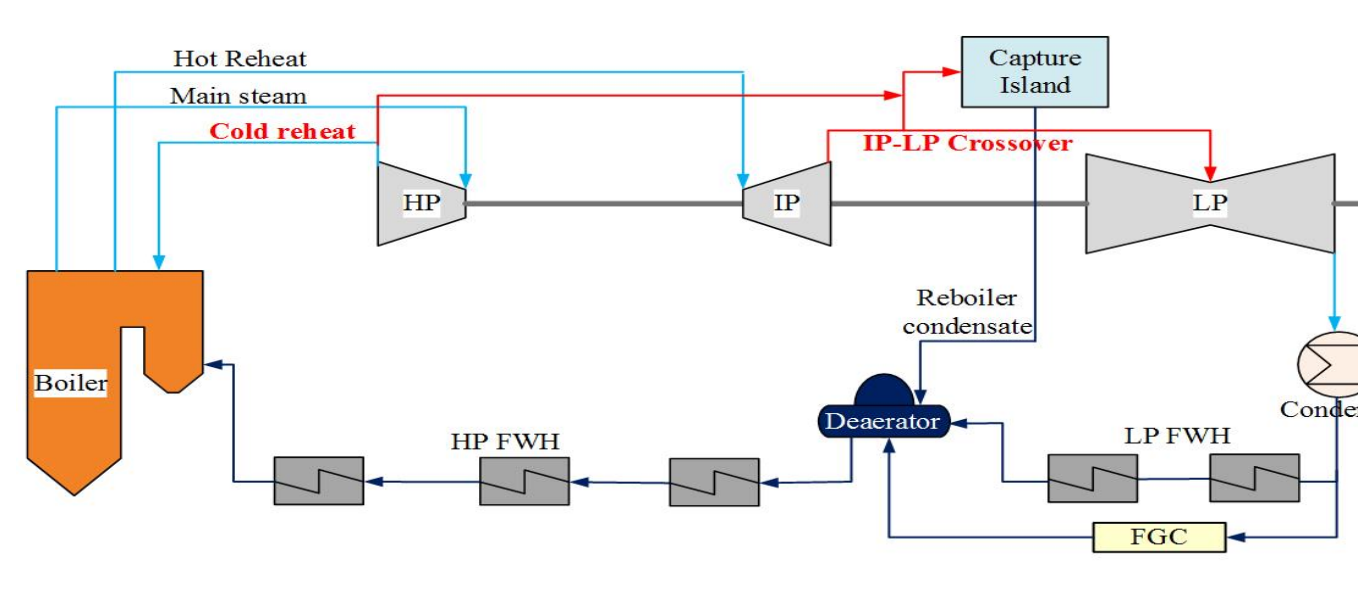 Hot Reheat
Capture
Island
Main steam
Cold reheat
IP-LP Crossover
HP
IP
LP
Reboiler
condensate
Boiler
Deaerator
HP FWH
LP FWH
FGC